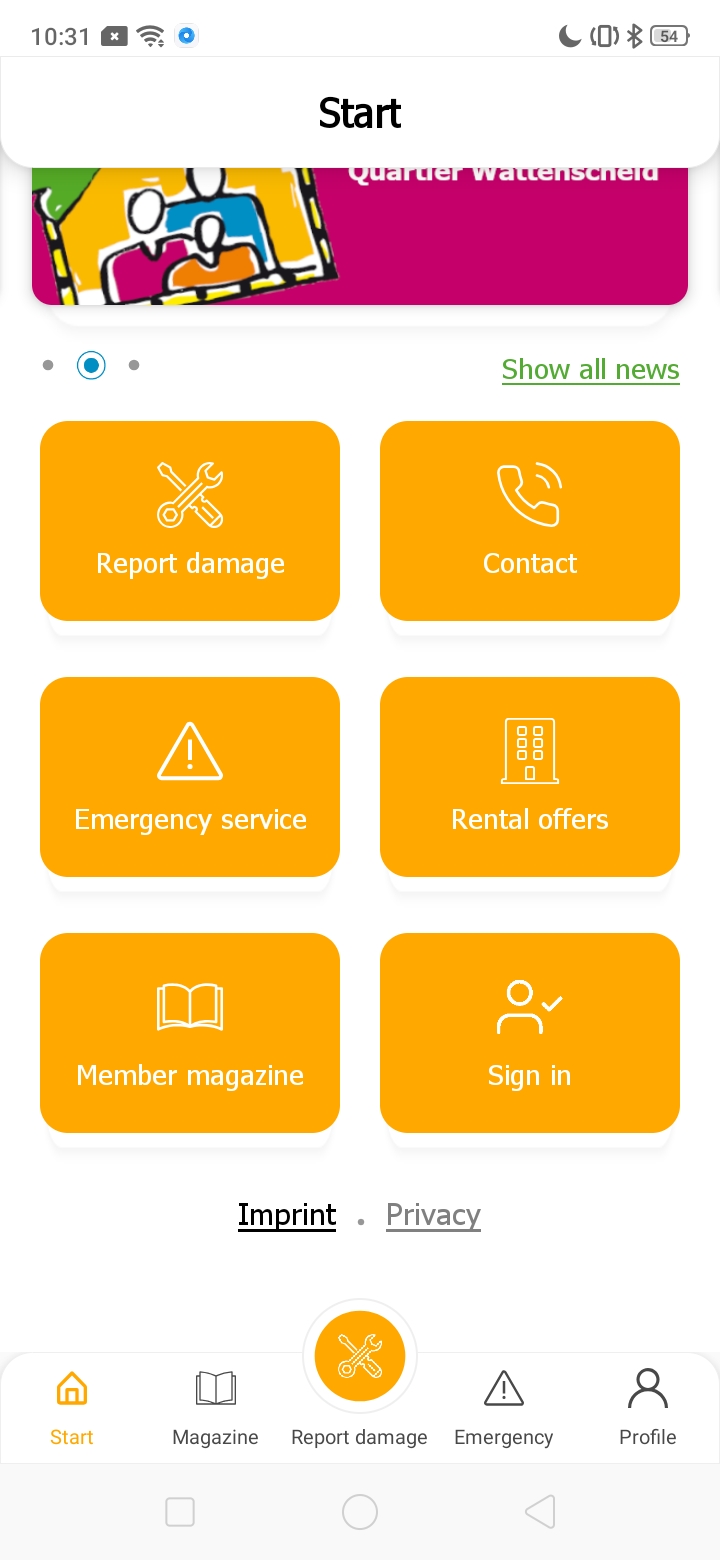 10:31
54
Start
Quartier Wattenscheid
Show all news
Report damage
Contact
Emergency service
Rental offers
Member magazine
Sign in
Imprint . Privacy
Start
Magazine
Report damage
Emergency
Profile